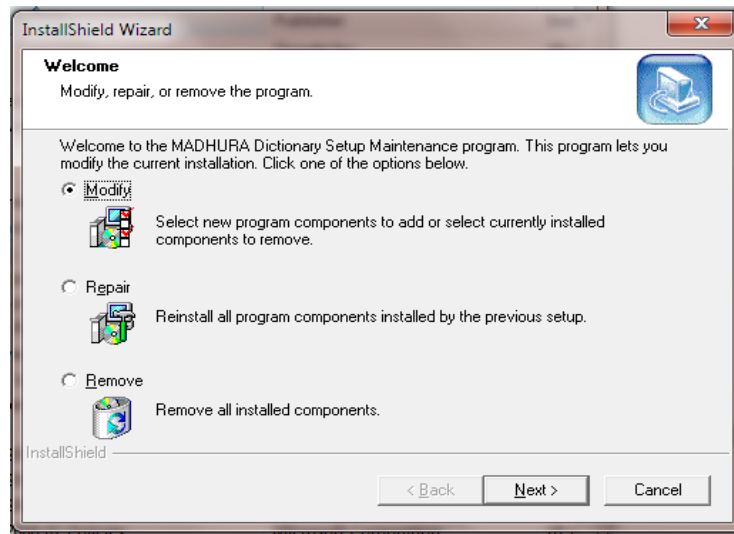 InstallShield Wizard
Welcome
Modify, repair, or remove the program.
Welcome to the MADHURA Dictionary Setup Maintenance program. This program lets you
modify the current installation. Click one of the options below.
Modify
Select new program components to add or select currently installed
components to remove.
Repair
Reinstall all program components installed by the previous setup.
Remove
Remove all installed components.
InstallShield
< Back Next > Cancel